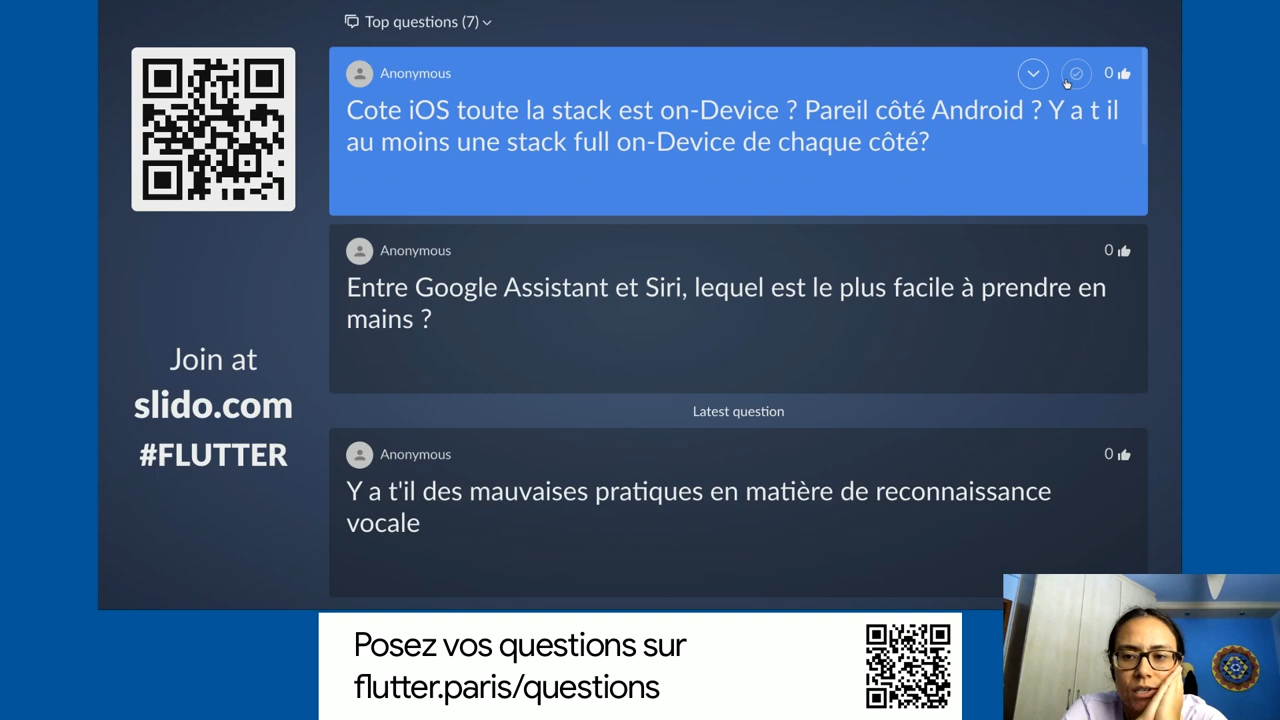 Top questions (7)
Anonymous
0
Cote iOS toute la stack est on-Device ? Pareil côté Android ? Y a t il
au moins une stack full on-Device de chaque côté?
Anonymous
0
Entre Google Assistant et Siri, lequel est le plus facile à prendre en
mains ?
Join at
slido.com
#FLUTTER
Latest question
Anonymous
0
Y a t'il des mauvaises pratiques en matière de reconnaissance
vocale
Posez vos questions sur
flutter.paris/questions